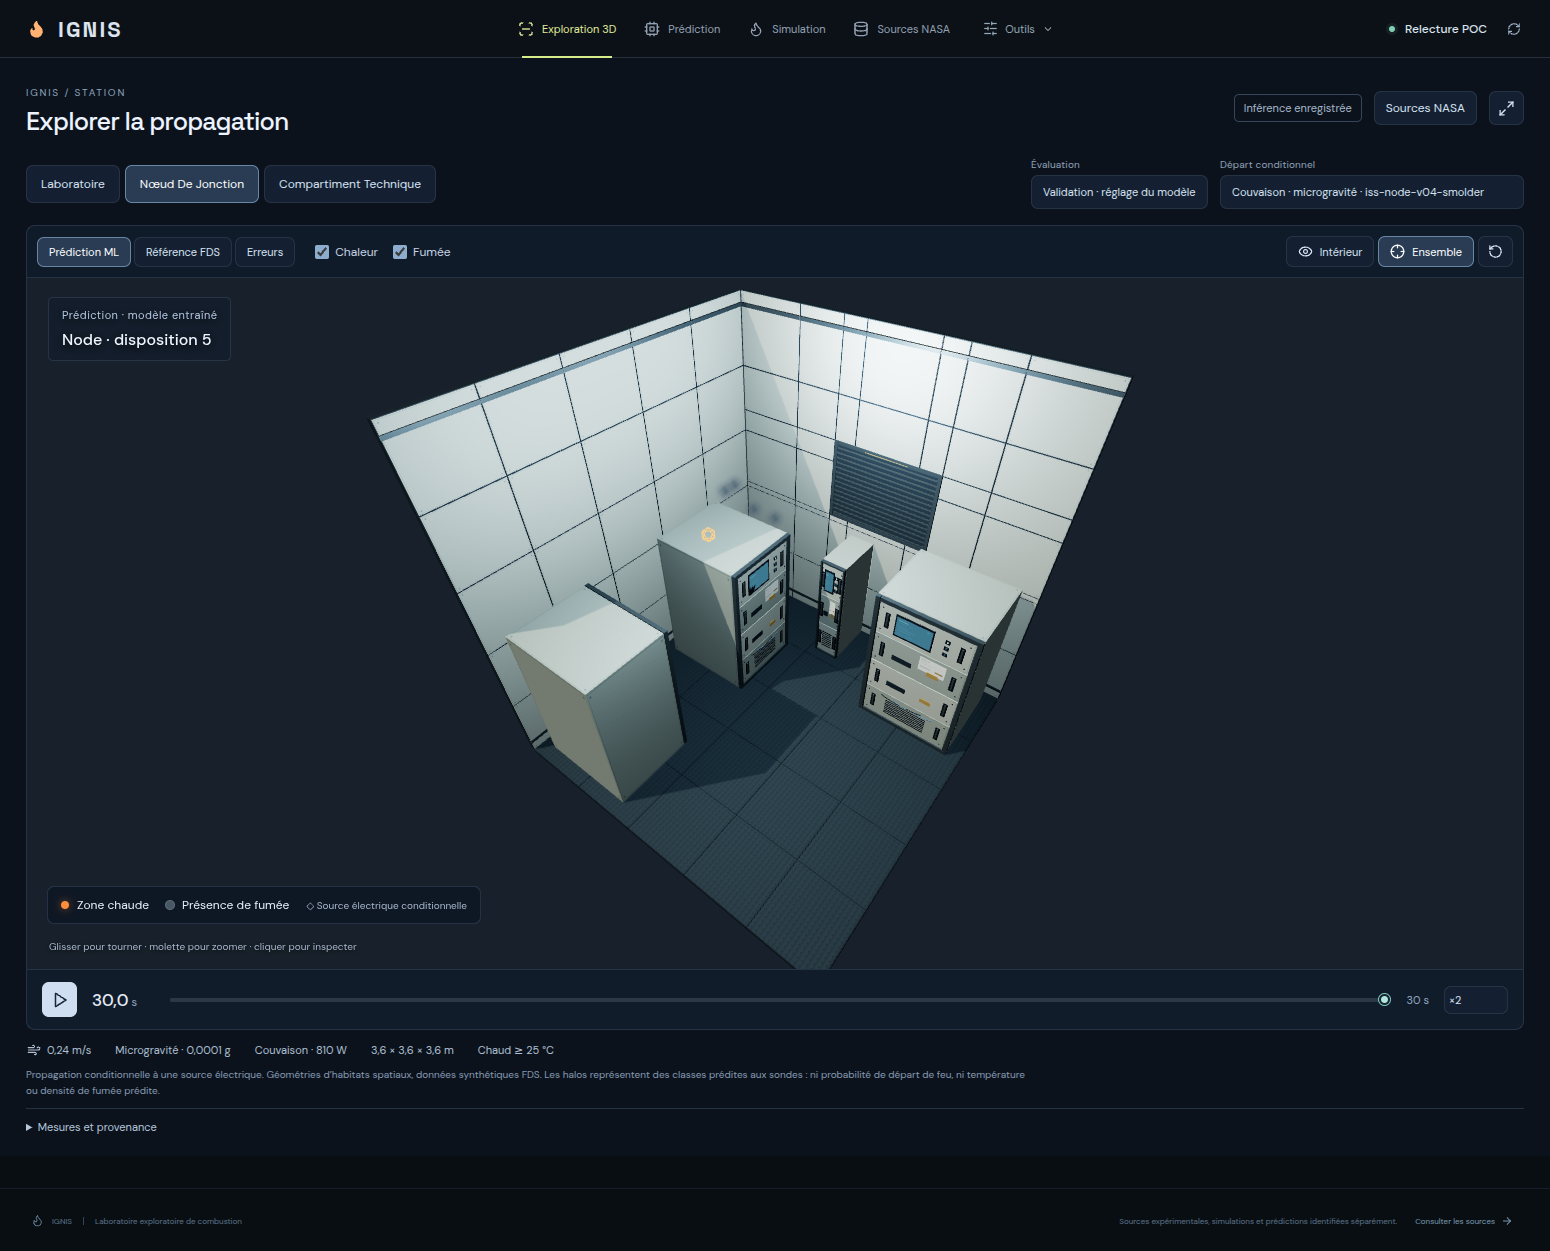 IGNIS
Exploration 3D
Prédiction
Simulation
Sources NASA
Outils
Relecture POC
IGNIS / STATION
Explorer la propagation
Inférence enregistrée
Sources NASA
Laboratoire
Nœud De Jonction
Compartiment Technique
Évaluation
Validation · réglage du modèle
Départ conditionnel
Couvaison · microgravité · iss-node-v04-smolder
Prédiction ML
Référence FDS
Erreurs
Chaleur
Fumée
Intérieur
Ensemble
Prédiction · modèle entraîné
Node · disposition 5
Zone chaude
Présence de fumée
◇ Source électrique conditionnelle
Glisser pour tourner · molette pour zoomer · cliquer pour inspecter
30,0 s
30 s
×2
0,24 m/s
Microgravité · 0,0001 g
Couvaison · 810 W
3,6 × 3,6 × 3,6 m
Chaud ≥ 25 °C
Propagation conditionnelle à une source électrique. Géométries d'habitats spatiaux, données synthétiques FDS. Les halos représentent des classes prédites aux sondes : ni probabilité de départ de feu, ni température
ou densité de fumée prédite.
Mesures et provenance
IGNIS | Laboratoire exploratoire de combustion
Sources expérimentales, simulations et prédictions identifiées séparément.
Consulter les sources